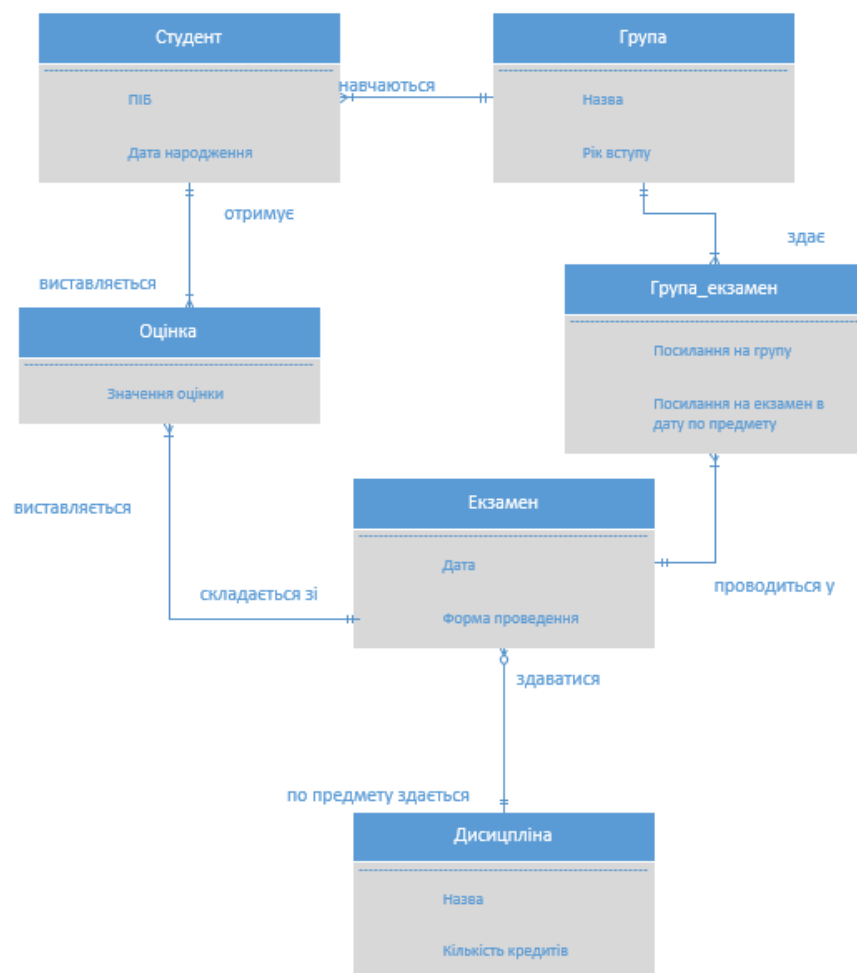 Студент
ПІБ
Дата народження
навчаються
Група
Назва
Рік вступу
отримує
виставляється
здає
Оцінка
Значення оцінки
Група_екзамен
Посилання на групу
Посилання на екзамен в
дату по предмету
виставляється
складається зі
Екзамен
Дата
Форма проведення
проводиться у
здаватися
по предмету здається
Дисицпліна
Назва
Кількість кредитів